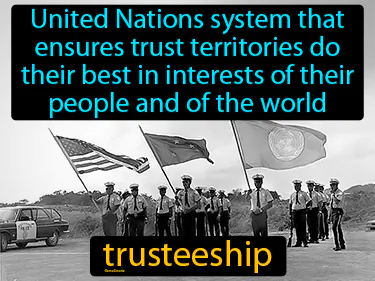 United Nations system that
ensures trust territories do
their best in interests of their
people and of the world
trusteeship